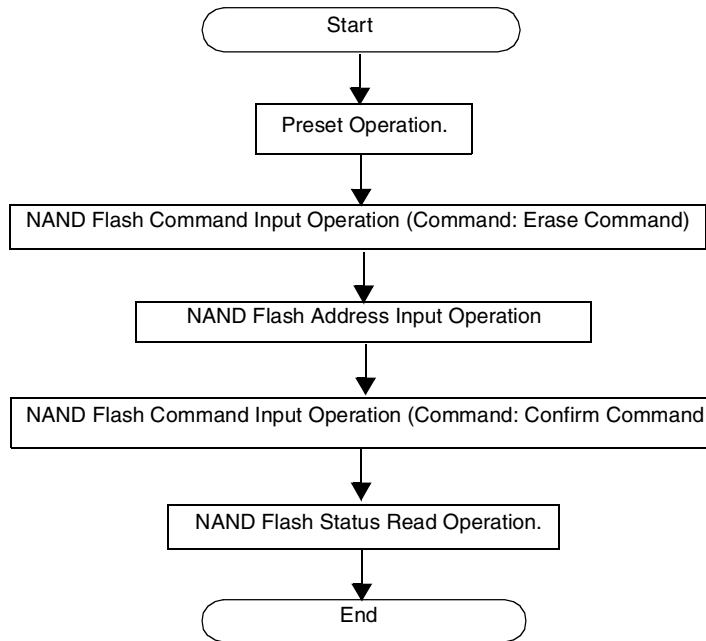 Start
Preset Operation.
NAND Flash Command Input Operation (Command: Erase Command)
NAND Flash Address Input Operation
NAND Flash Command Input Operation (Command: Confirm Command
NAND Flash Status Read Operation.
End